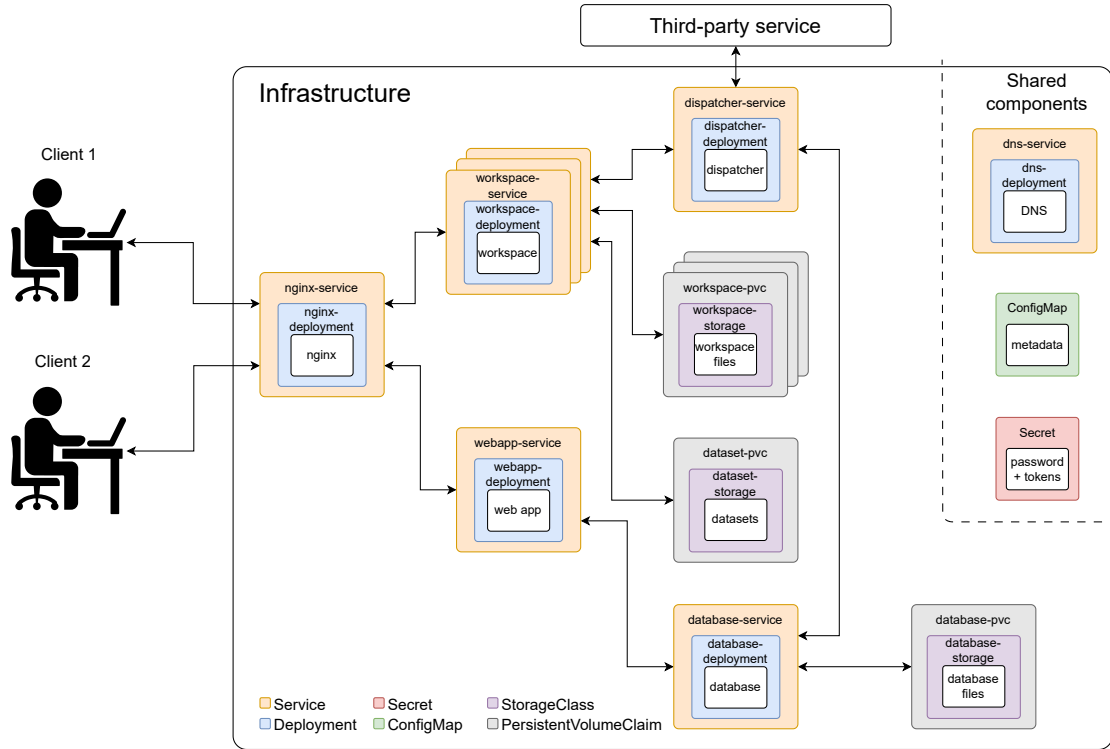 Third-party service
Infrastructure
Shared
components
Client 1
Client 2
nginx-service
nginx-
deployment
nginx
workspace-
service
workspace-
deployment
workspace
webapp-service
webapp-
deployment
web app
dispatcher-service
dispatcher-
deployment
dispatcher
workspace-pvc
workspace-
storage
workspace
files
dataset-pvc
dataset-
storage
datasets
database-service
database-
deployment
database
database-pvc
database-
storage
database
files
dns-service
dns-
deployment
DNS
ConfigMap
metadata
Secret
password
+ tokens
Service
Secret
StorageClass
Deployment
ConfigMap
PersistentVolumeClaim